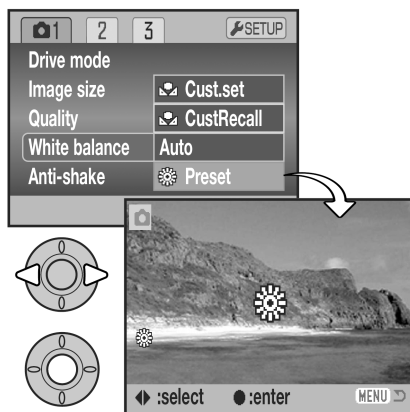 1 2 3 SETUP
Drive mode
Image size Cust.set
Quality CustRecall
White balance Auto
Anti-shake Preset
:select :enter MENU